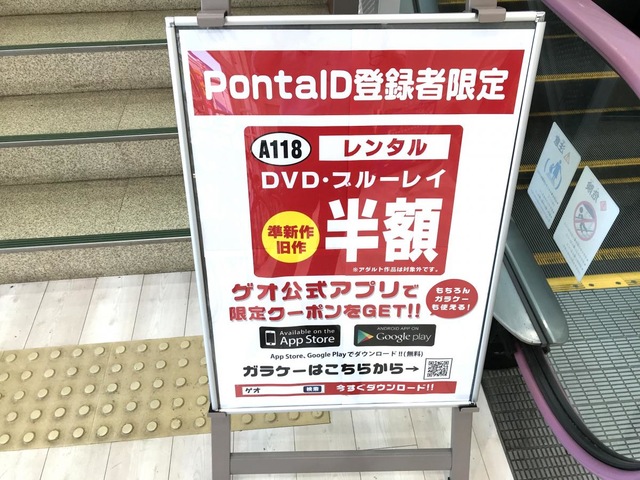 PontaID登録者限定
A118 レンタル
DVD・ブルーレイ
準新作
旧作
半額
※アダルト作品は対象外です。
ゲオ公式アプリで
限定クーポンをGET!!
もちろん
ガラケー
も使える!
Available on the
App Store
ANDROID APP ON
Google play
App Store、Google Playでダウンロード!!(無料)
ガラケーはこちらから→
ゲオ 検索 今すぐダウンロード!!